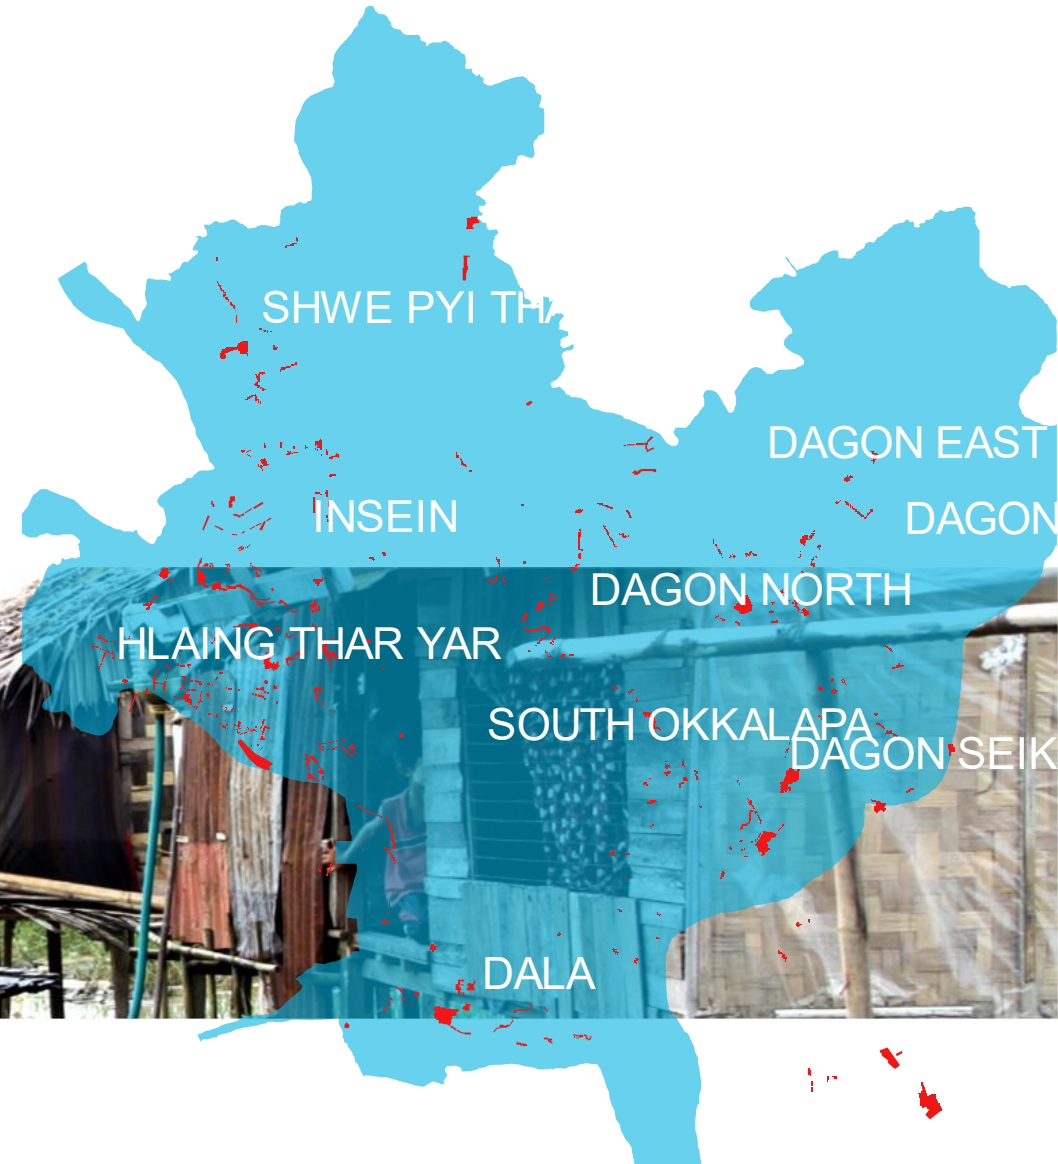 SHWE PYI THA
DAGON EAST
INSEIN
DAGON
DAGON NORTH
HLAING THAR YAR
SOUTH OKKALAPA
DAGON SEIK
DALA